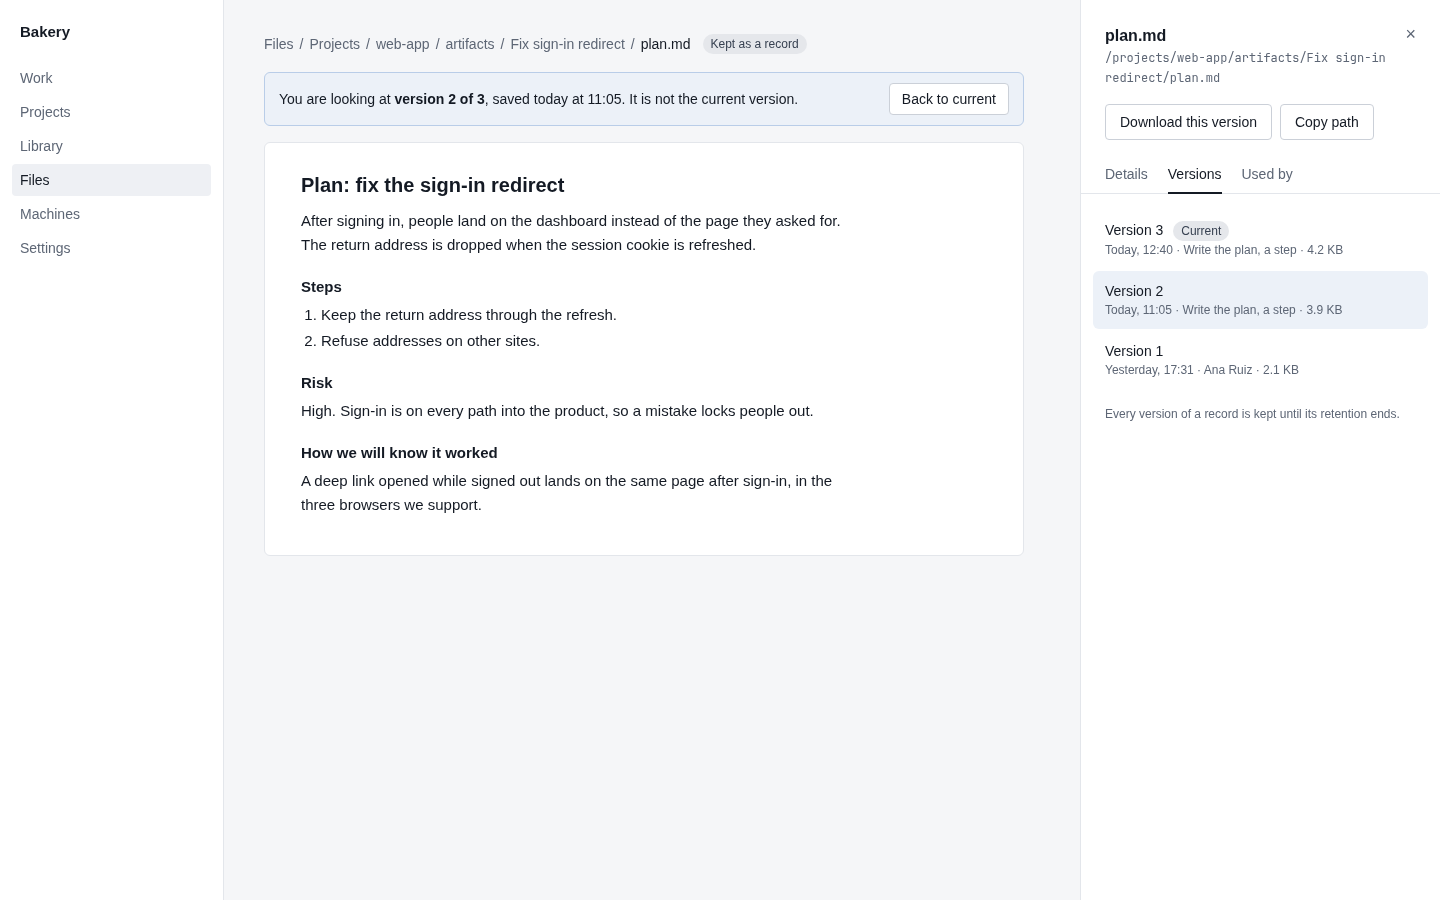 Bakery
Work
Projects
Library
Files
Machines
Settings
Files / Projects / web-app / artifacts / Fix sign-in redirect / plan.md Kept as a record
You are looking at version 2 of 3, saved today at 11:05. It is not the current version.
Back to current
Plan: fix the sign-in redirect
After signing in, people land on the dashboard instead of the page they asked for.
The return address is dropped when the session cookie is refreshed.
Steps
1. Keep the return address through the refresh.
2. Refuse addresses on other sites.
Risk
High. Sign-in is on every path into the product, so a mistake locks people out.
How we will know it worked
A deep link opened while signed out lands on the same page after sign-in, in the
three browsers we support.
plan.md ×
/projects/web-app/artifacts/Fix sign-in
redirect/plan.md
Download this version Copy path
Details Versions Used by
Version 3 Current
Today, 12:40 · Write the plan, a step · 4.2 KB
Version 2
Today, 11:05 · Write the plan, a step · 3.9 KB
Version 1
Yesterday, 17:31 · Ana Ruiz · 2.1 KB
Every version of a record is kept until its retention ends.